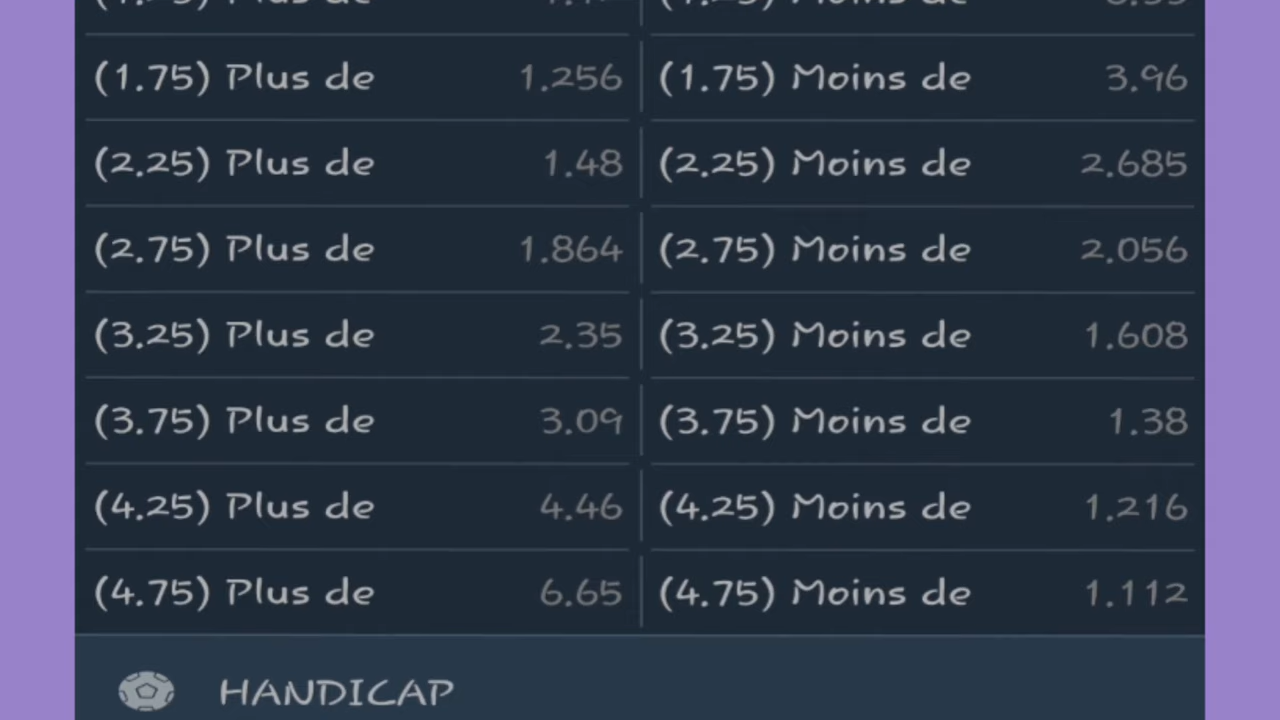 (1.75) Plus de 1.256 (1.75) Moins de 3.96
(2.25) Plus de 1.48 (2.25) Moins de 2.685
(2.75) Plus de 1.864 (2.75) Moins de 2.056
(3.25) Plus de 2.35 (3.25) Moins de 1.608
(3.75) Plus de 3.09 (3.75) Moins de 1.38
(4.25) Plus de 4.46 (4.25) Moins de 1.216
(4.75) Plus de 6.65 (4.75) Moins de 1.112
HANDICAP